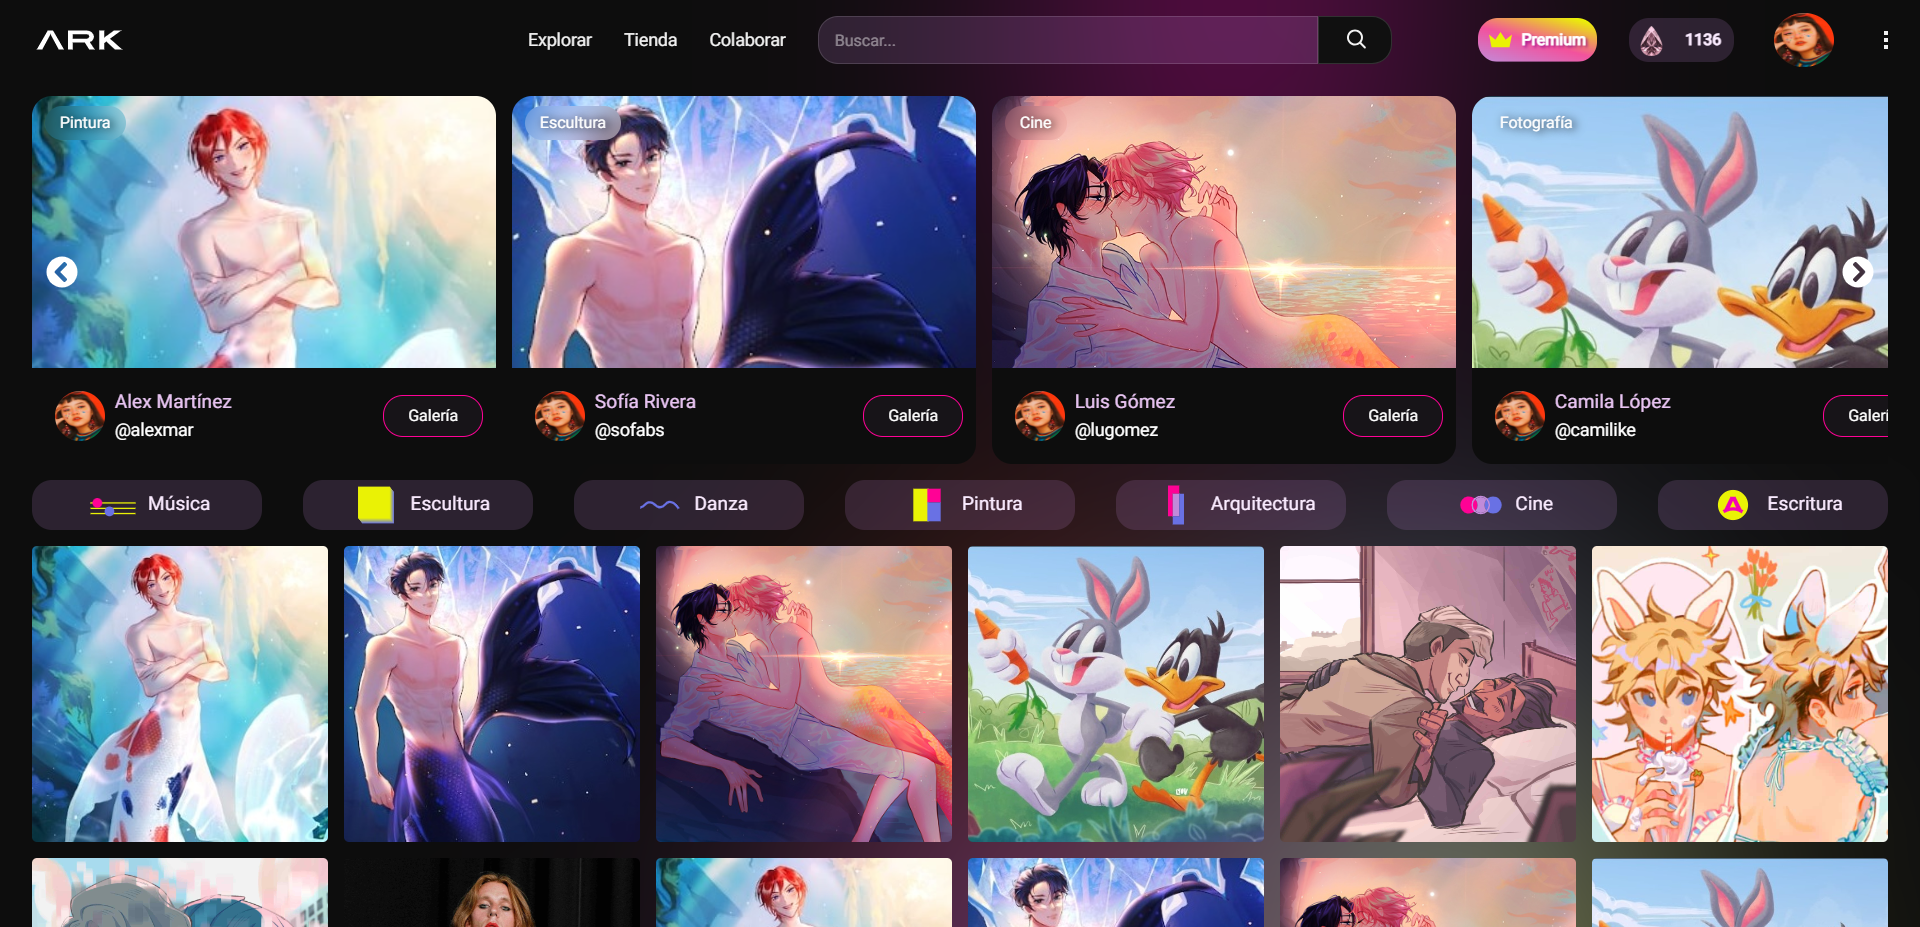 ARK
Explorar
Tienda
Colaborar
Buscar...
Premium
1136
Pintura
Escultura
Cine
Fotografía
Alex Martínez
@alexmar
Galería
Sofía Rivera
@sofabs
Galería
Luis Gómez
@lugomez
Galería
Camila López
@camilike
Galerí
Música
Escultura
Danza
Pintura
Arquitectura
Cine
Escritura